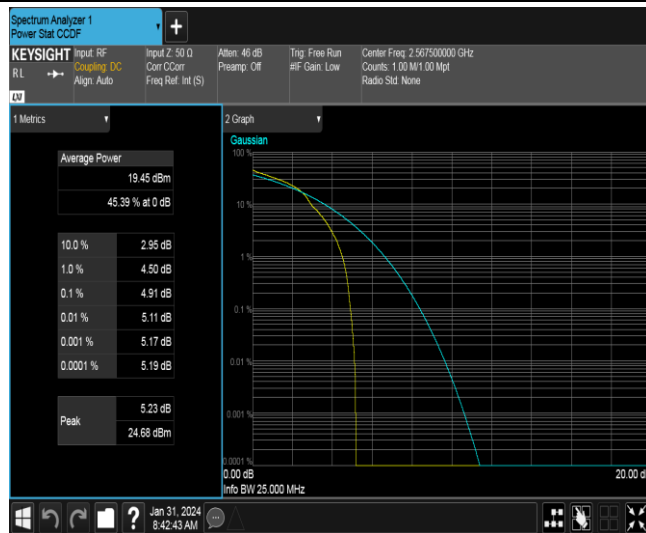 Spectrum Analyzer 1
Power Stat CCDF
KEYSIGHT
RL
Input: RF
Coupling: DC
Align: Auto
Input Z: 50 Ω
Corr CCorr
Freq Ref: Int (S)
Atten: 46 dB
Preamp: Off
Trig: Free Run
#IF Gain: Low
Center Freq: 2.567500000 GHz
Counts: 1.00 M/1.00 Mpt
Radio Std: None
1 Metrics
Average Power
19.45 dBm
45.39 % at 0 dB
10.0 % 2.95 dB
1.0 % 4.50 dB
0.1 % 4.91 dB
0.01 % 5.11 dB
0.001 % 5.17 dB
0.0001 % 5.19 dB
Peak
5.23 dB
24.68 dBm
2 Graph
Gaussian
100 %
10 %
1 %
0.1 %
0.01 %
0.001 %
0.0001 %
0.00 dB 20.00 d
Info BW 25.000 MHz
?
Jan 31, 2024
8:42:43 AM